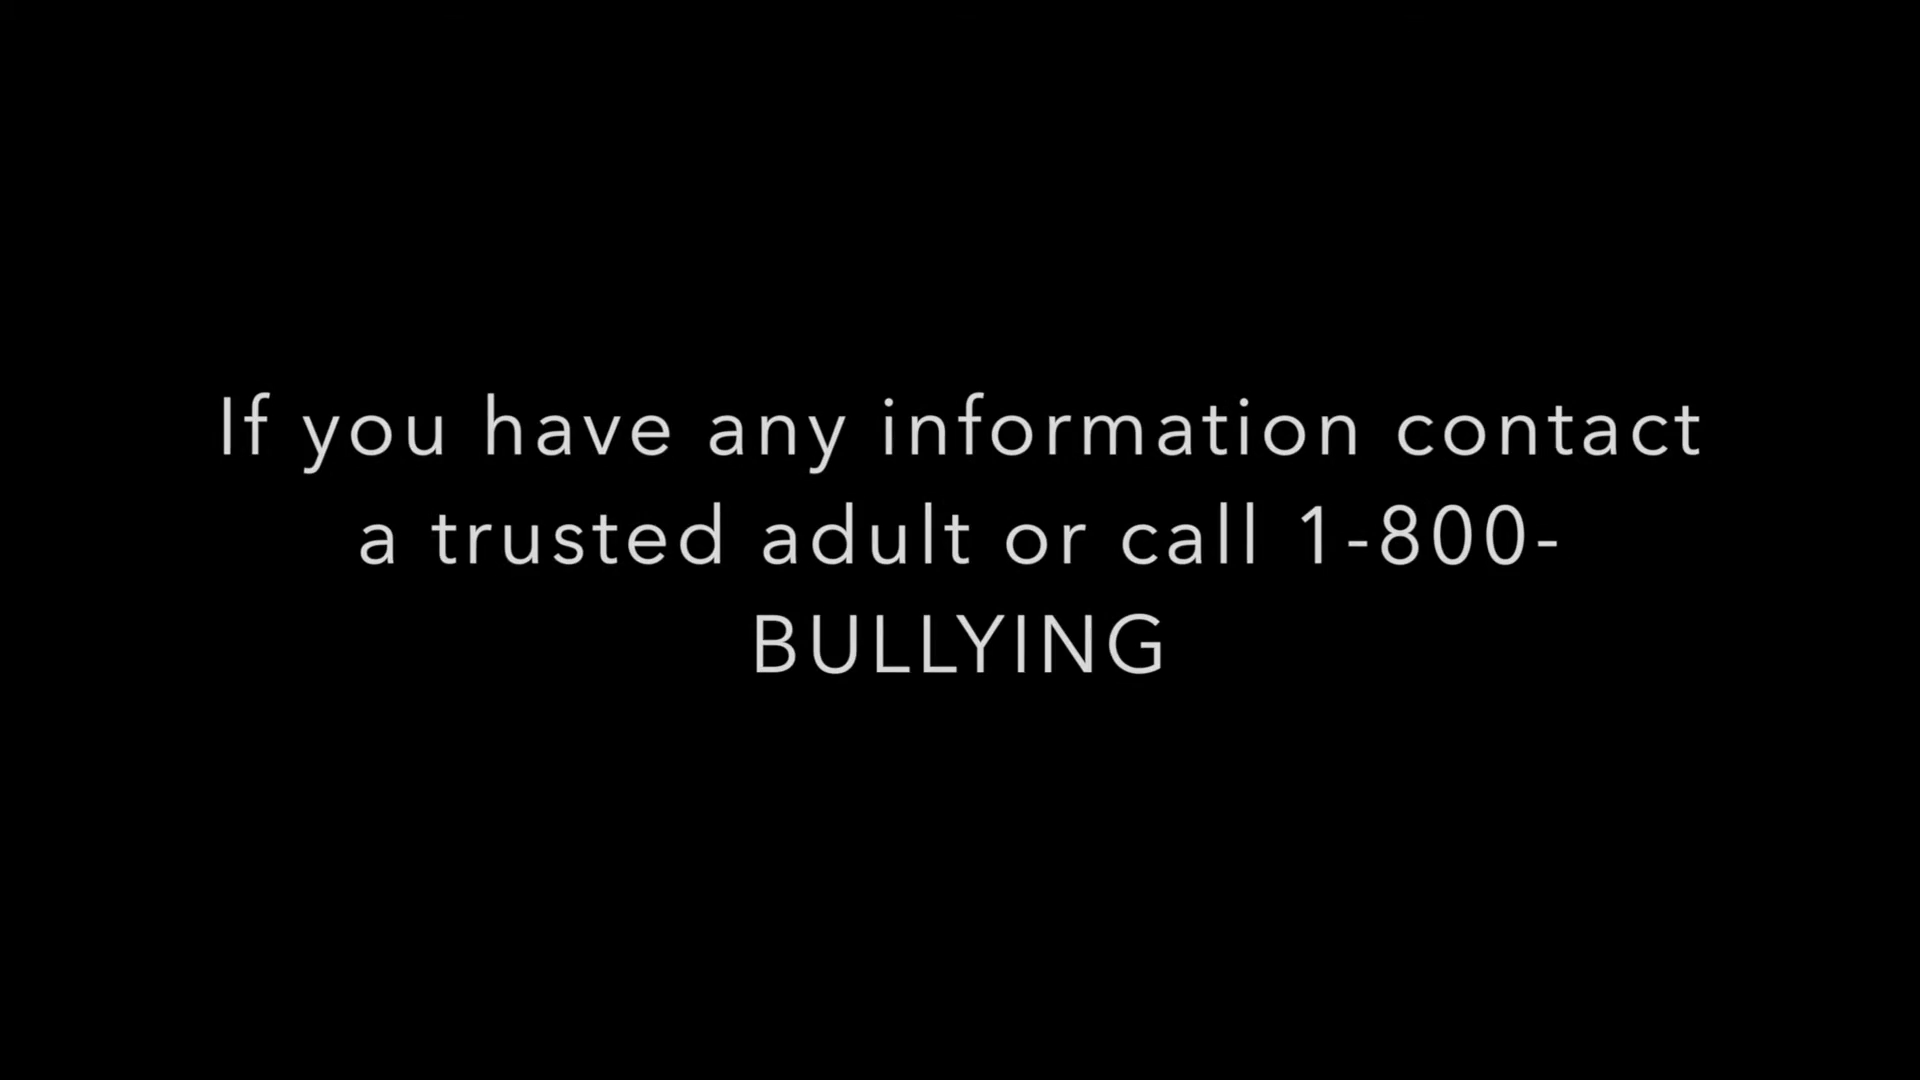 If you have any information contact
a trusted adult or call 1-800-
BULLYING